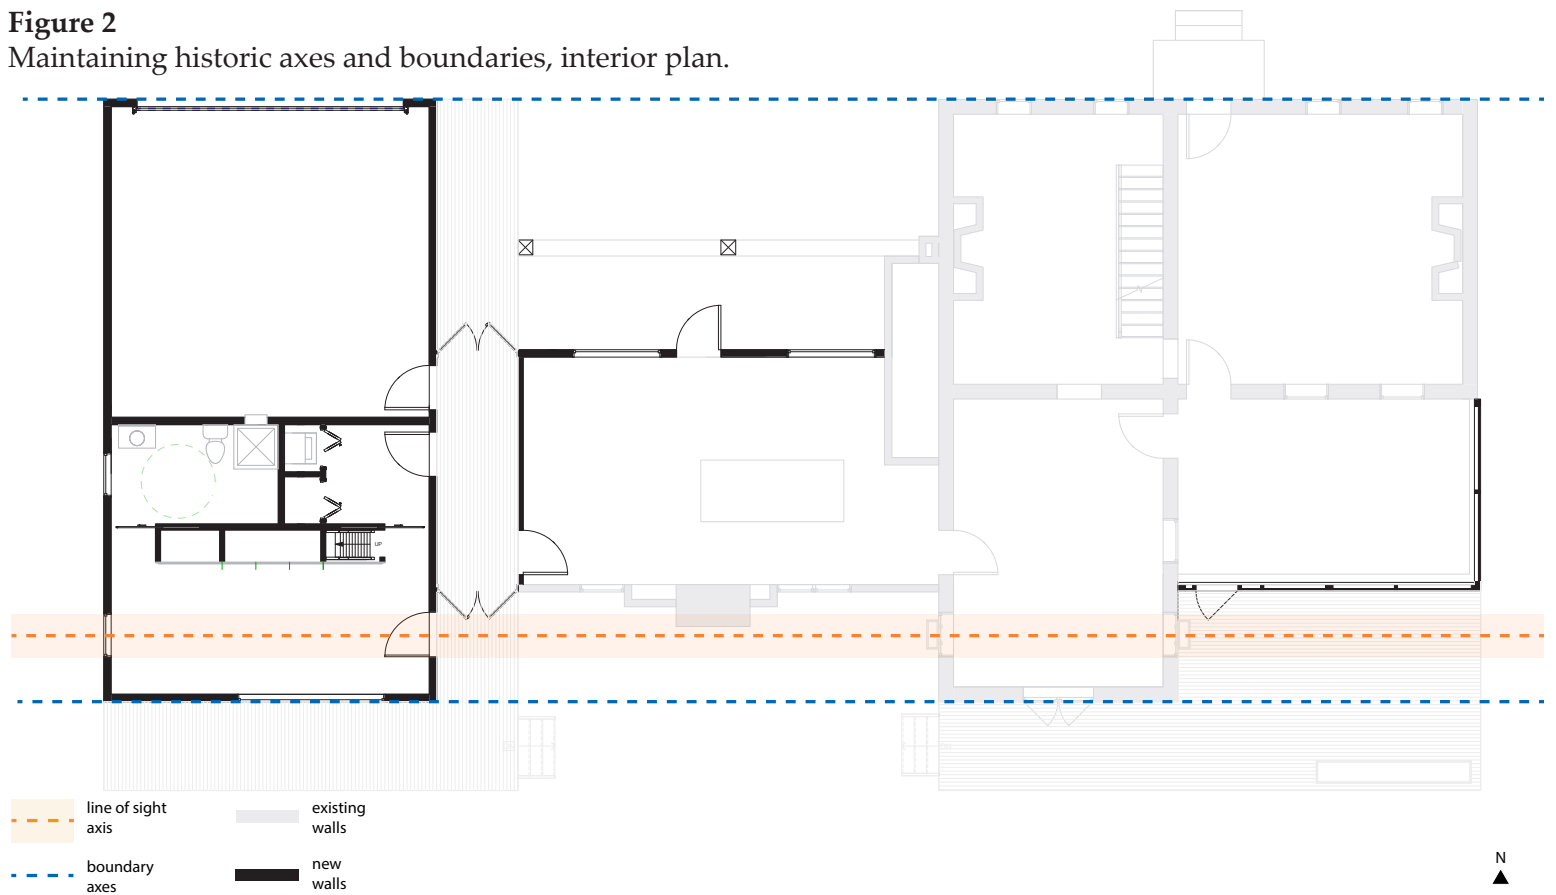 Figure 2
Maintaining historic axes and boundaries, interior plan.
UP
line of sight
axis
existing
walls
boundary
axes
new
walls
N